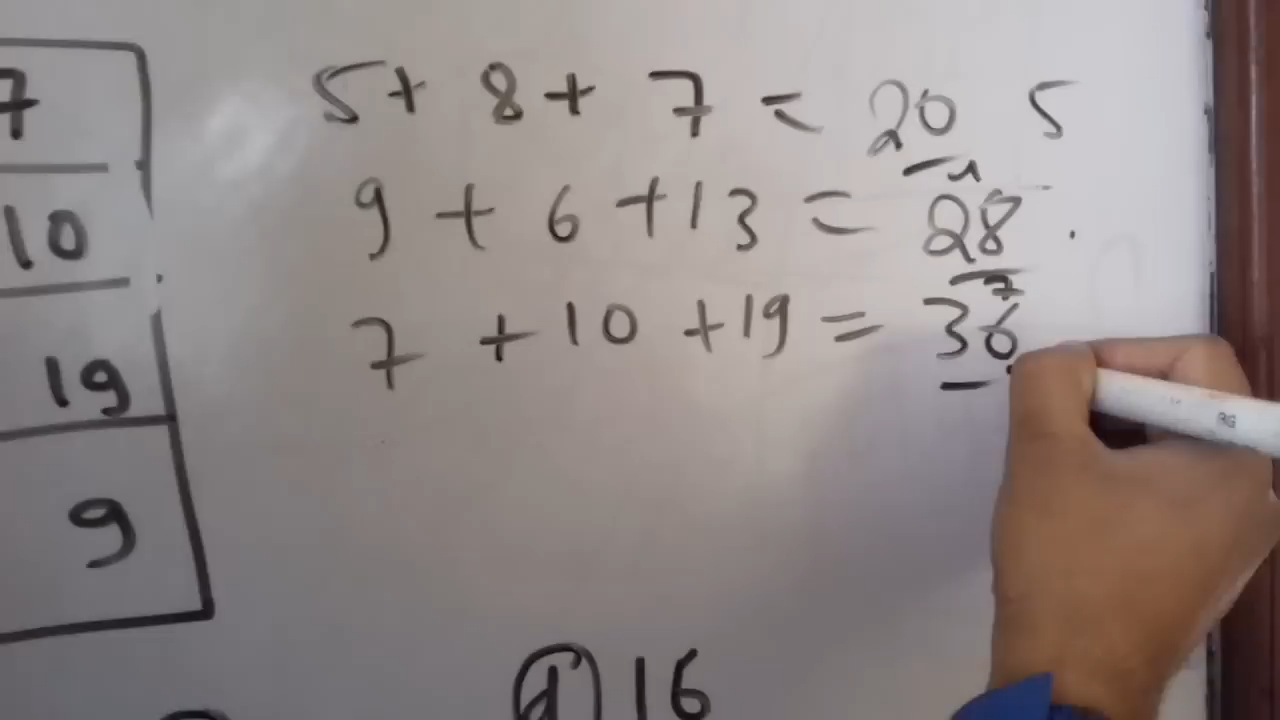 7
10
19
9
5 + 8 + 7 = 20 5
9 + 6 + 13 = 28
7 + 10 + 19 = 36
d) 16